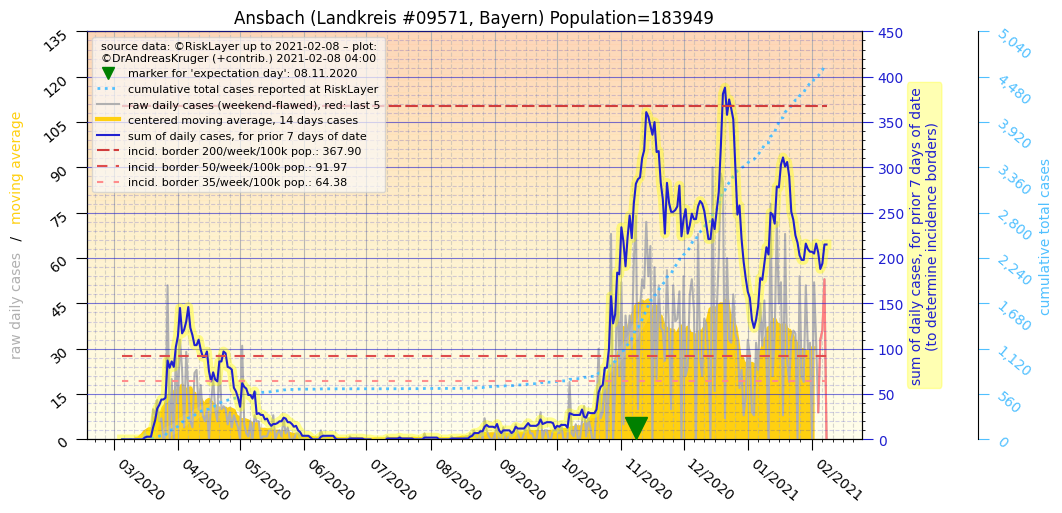 Ansbach (Landkreis #09571, Bayern) Population=183949
source data: ©RiskLayer up to 2021-02-08 – plot:
©DrAndreasKruger (+contrib.) 2021-02-08 04:00
marker for 'expectation day': 08.11.2020
cumulative total cases reported at RiskLayer
raw daily cases (weekend-flawed), red: last 5
centered moving average, 14 days cases
sum of daily cases, for prior 7 days of date
incid. border 200/week/100k pop.: 367.90
incid. border 50/week/100k pop.: 91.97
incid. border 35/week/100k pop.: 64.38
raw daily cases / moving average
135
120
105
90
75
60
45
30
15
0
03/2020
04/2020
05/2020
06/2020
07/2020
08/2020
09/2020
10/2020
11/2020
12/2020
01/2021
02/2021
450
400
350
300
250
200
150
100
50
0
sum of daily cases, for prior 7 days of date
(to determine incidence borders)
5,040
4,480
3,920
3,360
2,800
2,240
1,680
1,120
560
0
cumulative total cases